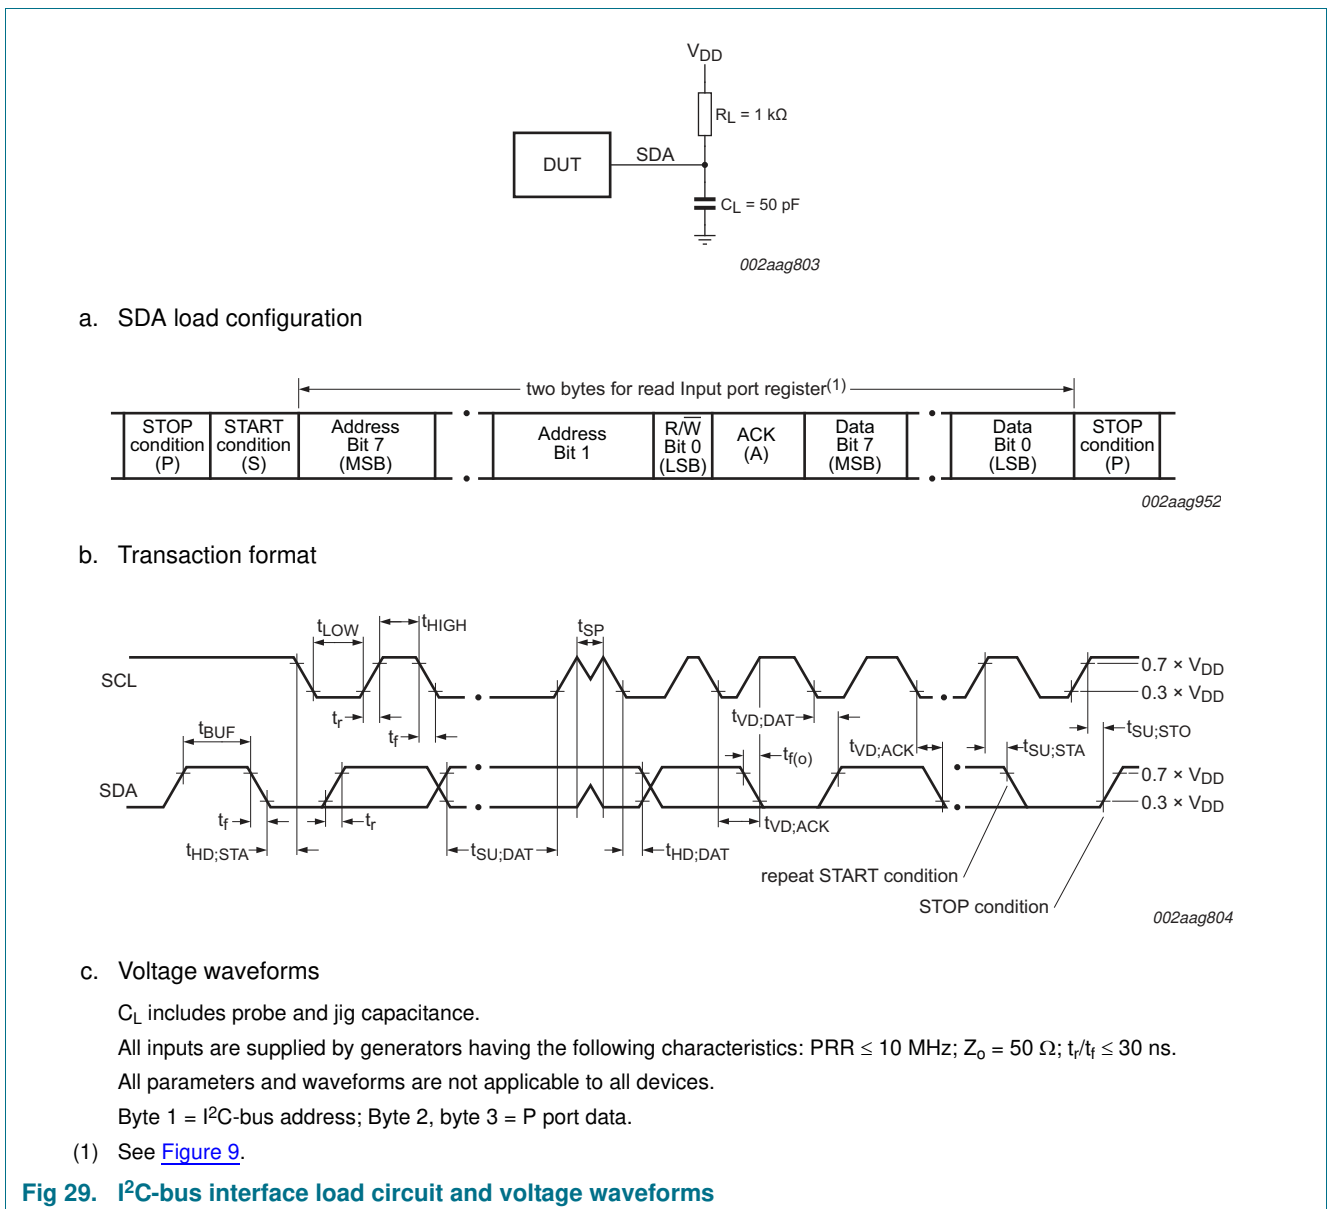 VDD
RL = 1 kΩ
DUT
SDA
CL = 50 pF
002aag803
a. SDA load configuration
two bytes for read Input port register(1)
STOP condition (P)
START condition (S)
Address Bit 7 (MSB)
Address Bit 1
R/W̅ Bit 0 (LSB)
ACK (A)
Data Bit 7 (MSB)
Data Bit 0 (LSB)
STOP condition (P)
002aag952
b. Transaction format
tLOW
tHIGH
tSP
SCL
0.7 × VDD
0.3 × VDD
tr
tf
tVD;DAT
tBUF
tf(o)
tVD;ACK
tSU;STA
tSU;STO
SDA
0.7 × VDD
0.3 × VDD
tf
tr
tVD;ACK
tHD;STA
tSU;DAT
tHD;DAT
repeat START condition
STOP condition
002aag804
c. Voltage waveforms
CL includes probe and jig capacitance.
All inputs are supplied by generators having the following characteristics: PRR ≤ 10 MHz; Zo = 50 Ω; tr/tf ≤ 30 ns.
All parameters and waveforms are not applicable to all devices.
Byte 1 = I²C-bus address; Byte 2, byte 3 = P port data.
(1) See Figure 9.
Fig 29. I²C-bus interface load circuit and voltage waveforms